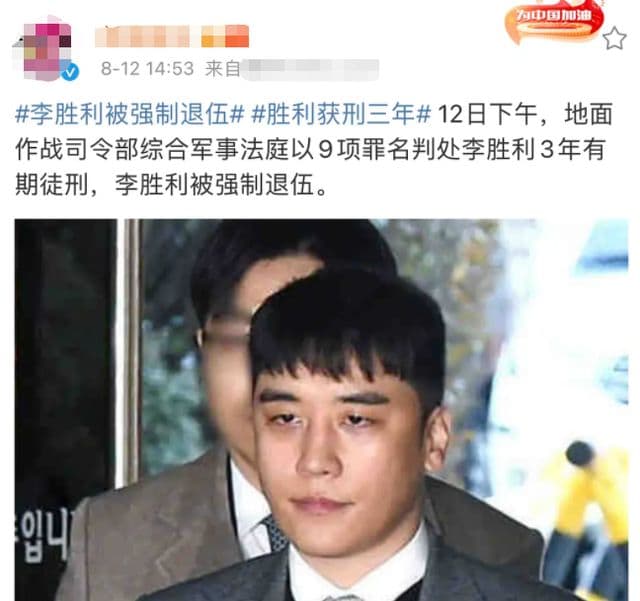 为中国加油
8-12 14:53 来自
#李胜利被强制退伍# #胜利获刑三年# 12日下午，地面
作战司令部综合军事法庭以9项罪名判处李胜利3年有
期徒刑，李胜利被强制退伍。
입니